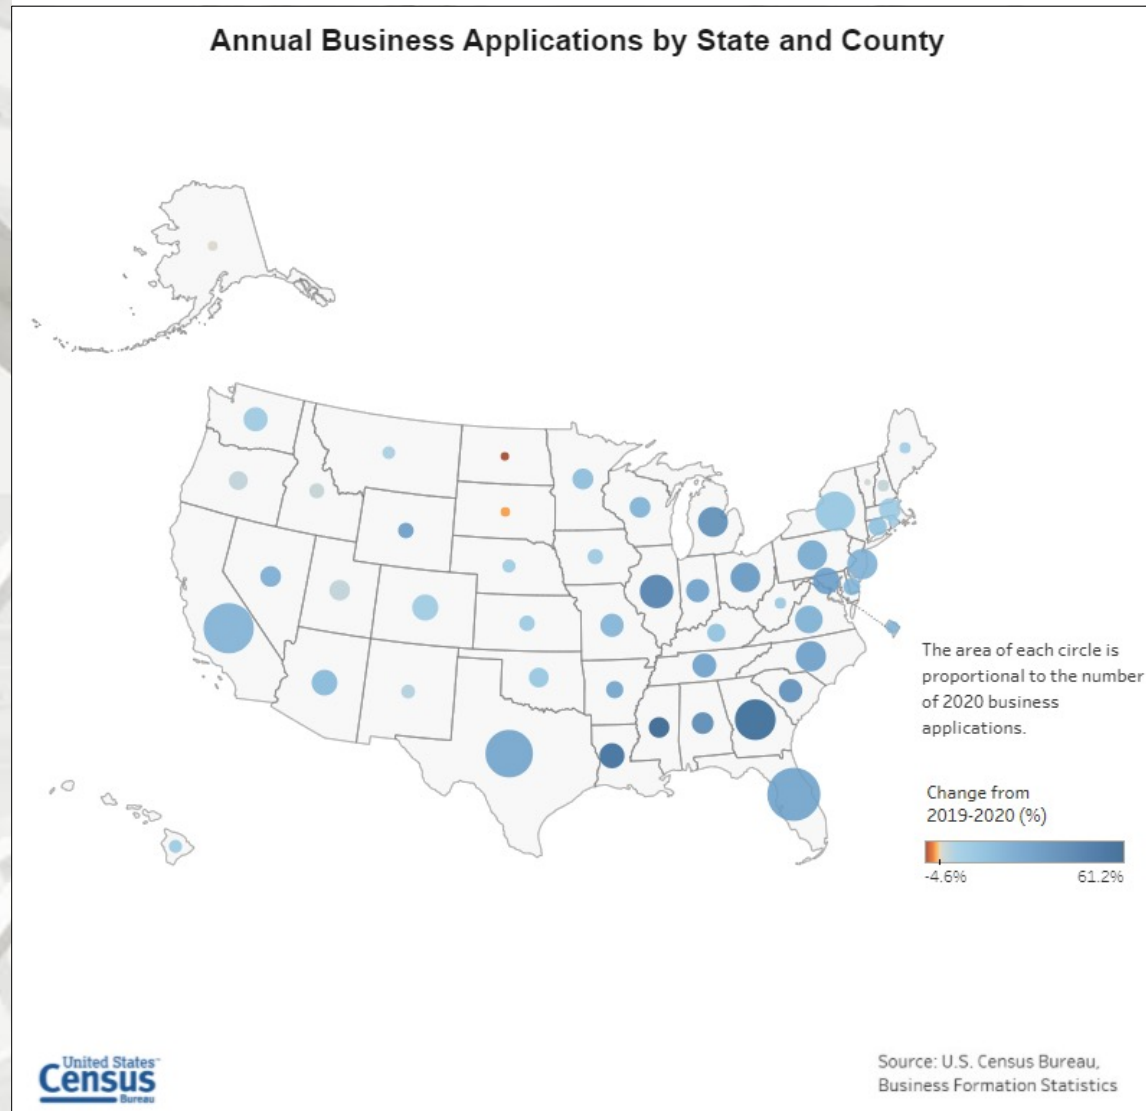 Annual Business Applications by State and County
The area of each circle is
proportional to the number
of 2020 business
applications.
Change from
2019-2020 (%)
-4.6% 61.2%
United States™
Census
Bureau
Source: U.S. Census Bureau,
Business Formation Statistics